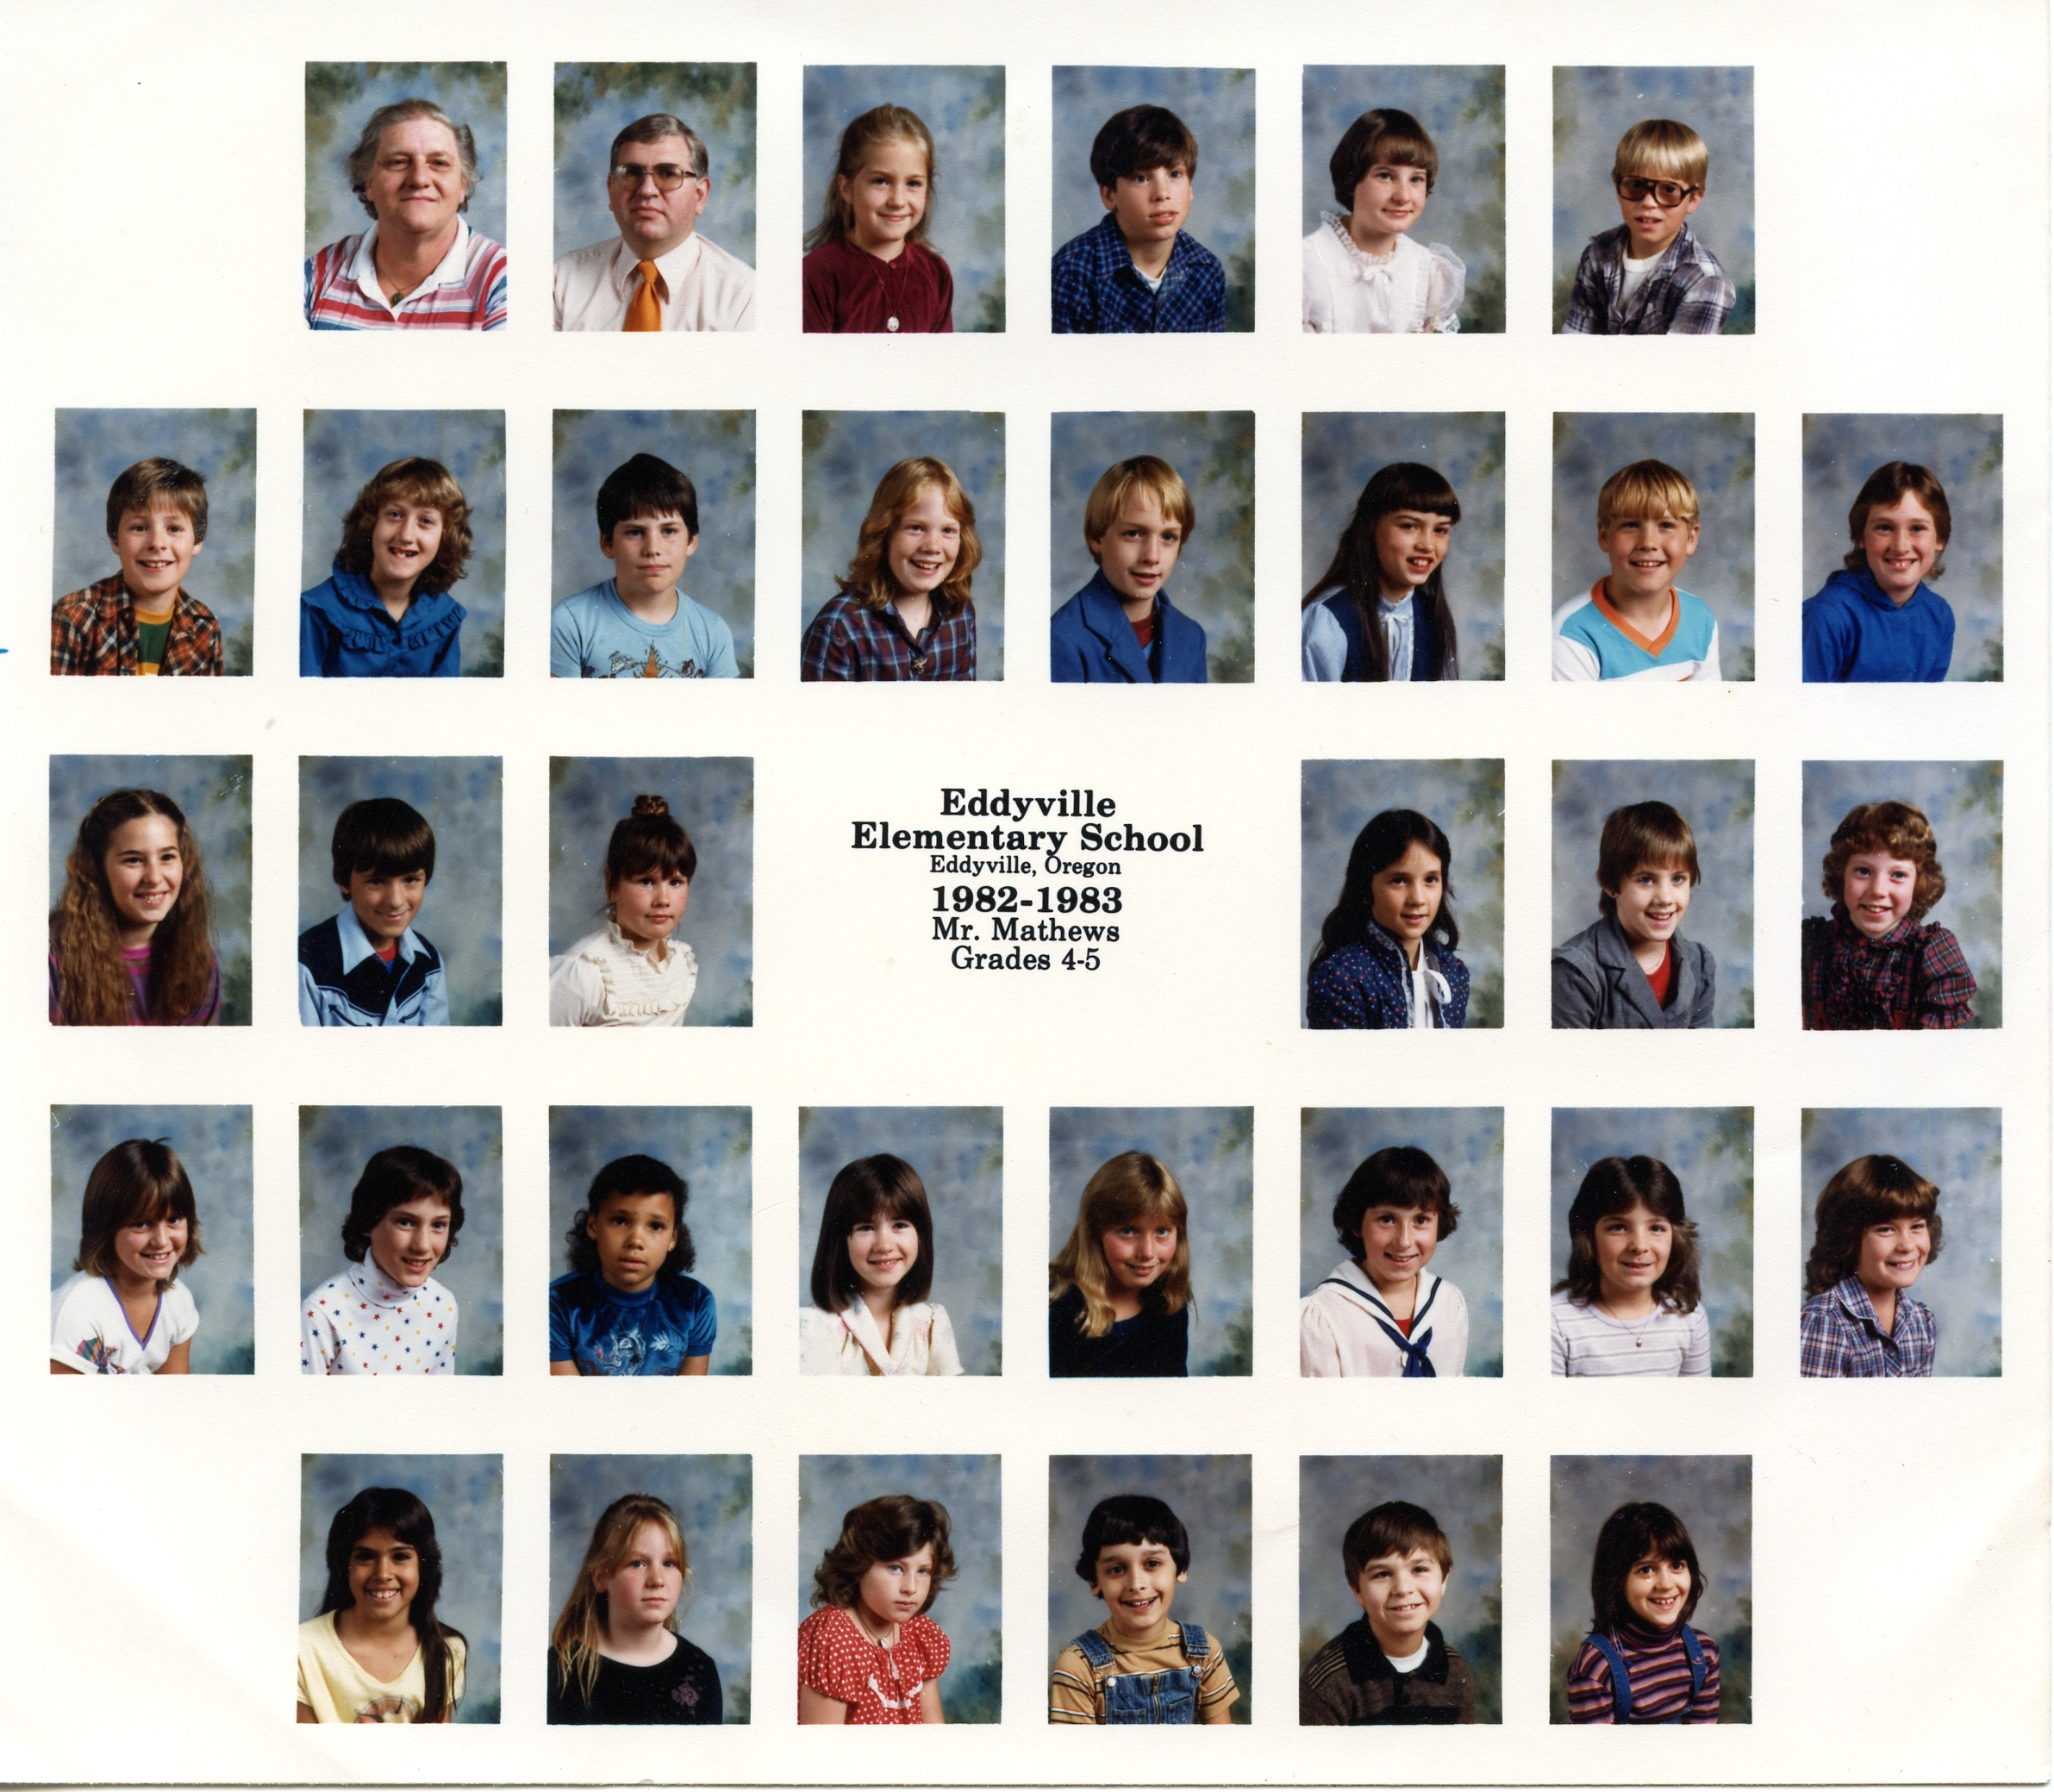 Eddyville
Elementary School
Eddyville, Oregon
1982-1983
Mr. Mathews
Grades 4-5